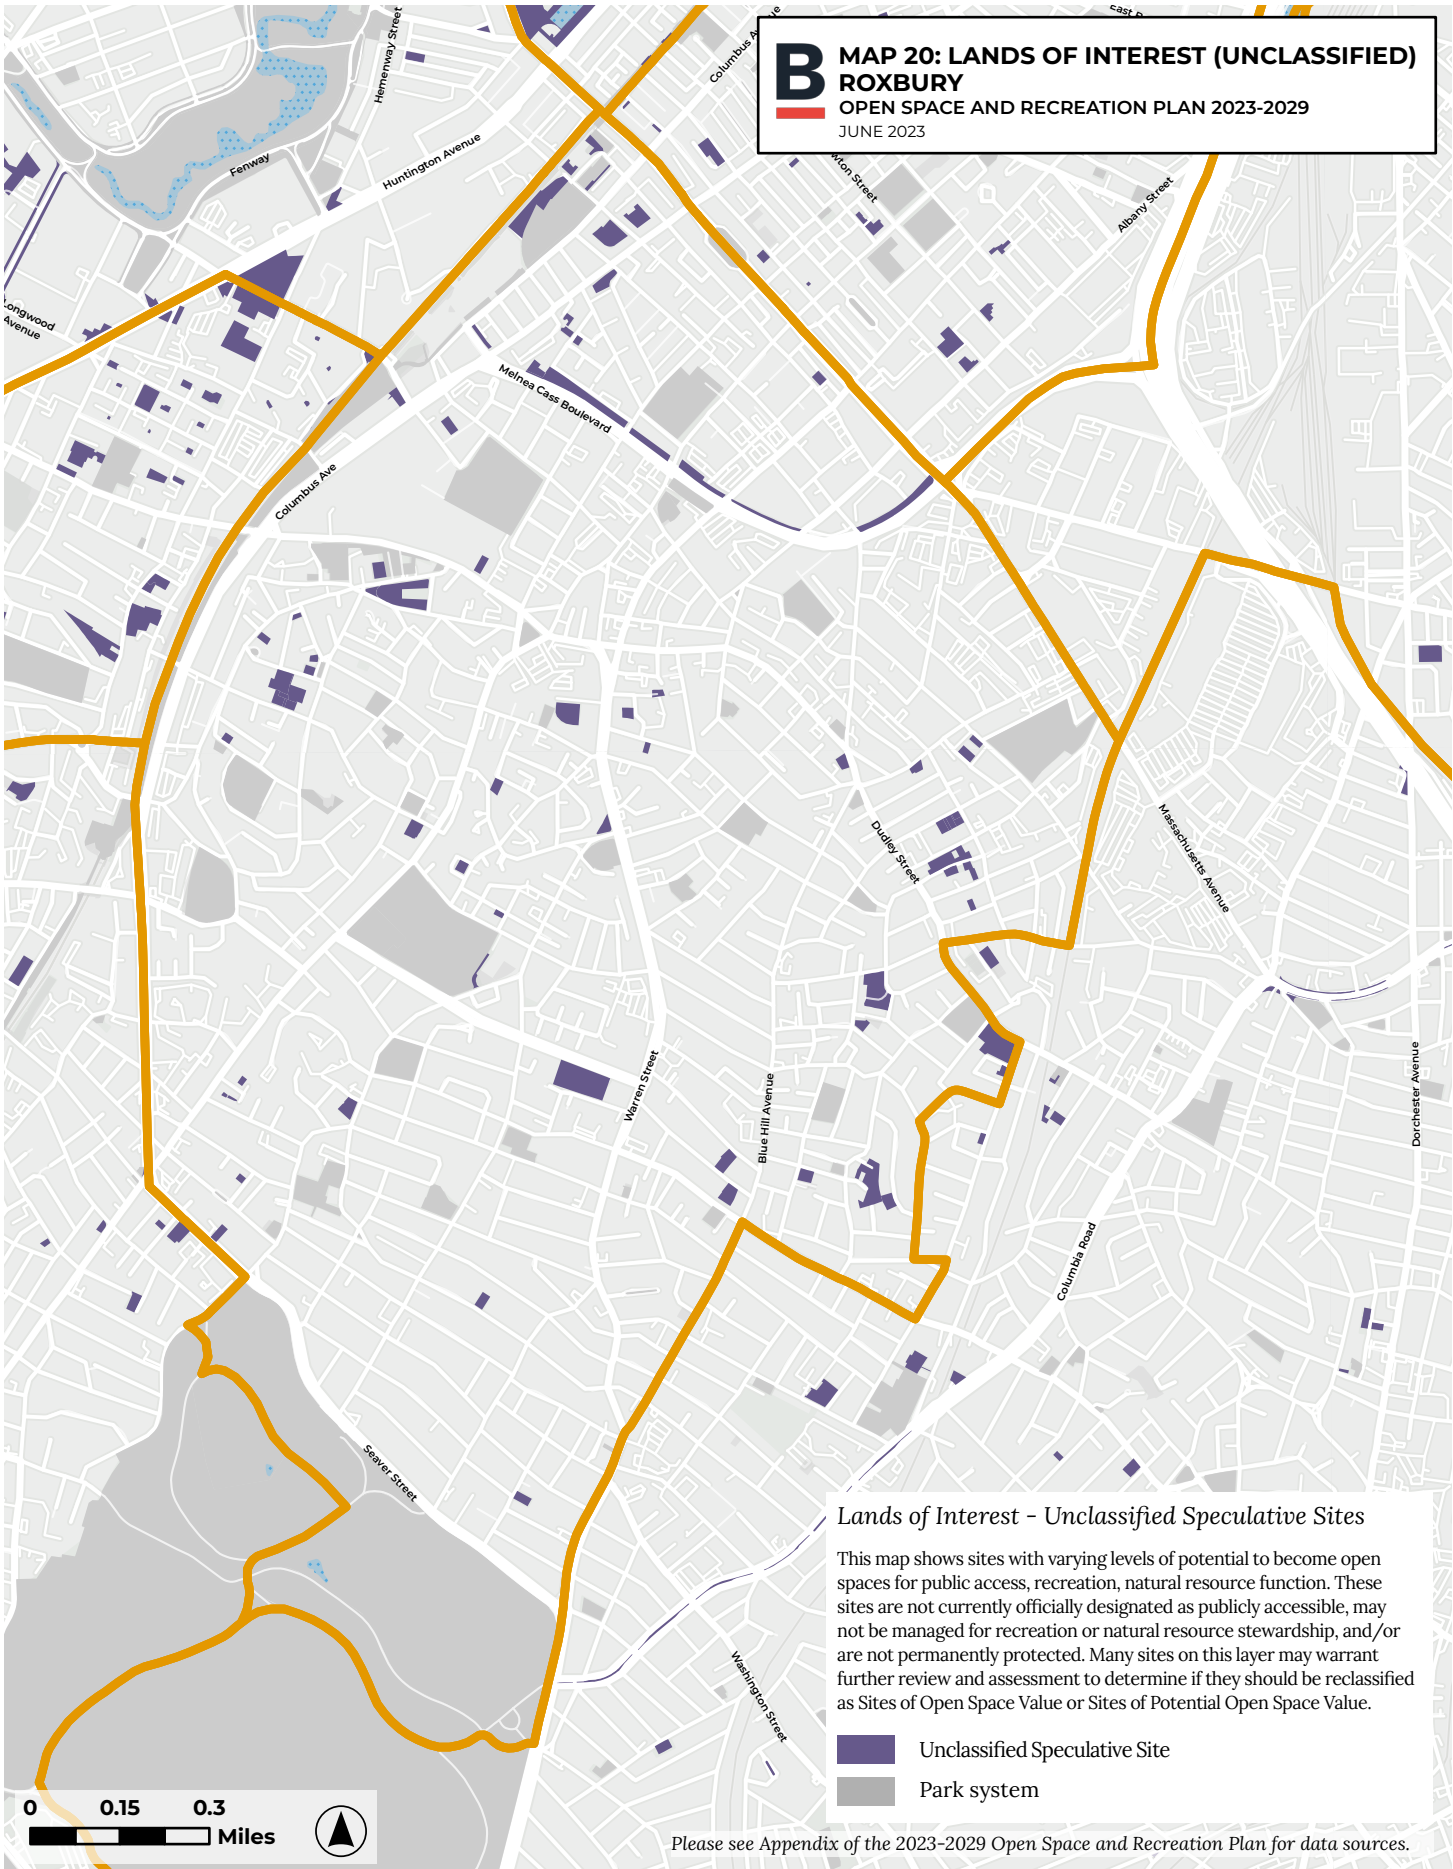 B
MAP 20: LANDS OF INTEREST (UNCLASSIFIED)
ROXBURY
OPEN SPACE AND RECREATION PLAN 2023-2029
JUNE 2023
Hemenway Street
Fenway
Huntington Avenue
Columbus
East
Albany Street
Street
Longwood
Avenue
Melnea Cass Boulevard
Columbus Ave
Dudley Street
Massachusetts Avenue
Warren Street
Blue Hill Avenue
Dorchester Avenue
Columbia Road
Seaver Street
Washington Street
Lands of Interest - Unclassified Speculative Sites
This map shows sites with varying levels of potential to become open
spaces for public access, recreation, natural resource function. These
sites are not currently officially designated as publicly accessible, may
not be managed for recreation or natural resource stewardship, and/or
are not permanently protected. Many sites on this layer may warrant
further review and assessment to determine if they should be reclassified
as Sites of Open Space Value or Sites of Potential Open Space Value.
Unclassified Speculative Site
Park system
0 0.15 0.3
Miles
Please see Appendix of the 2023-2029 Open Space and Recreation Plan for data sources.